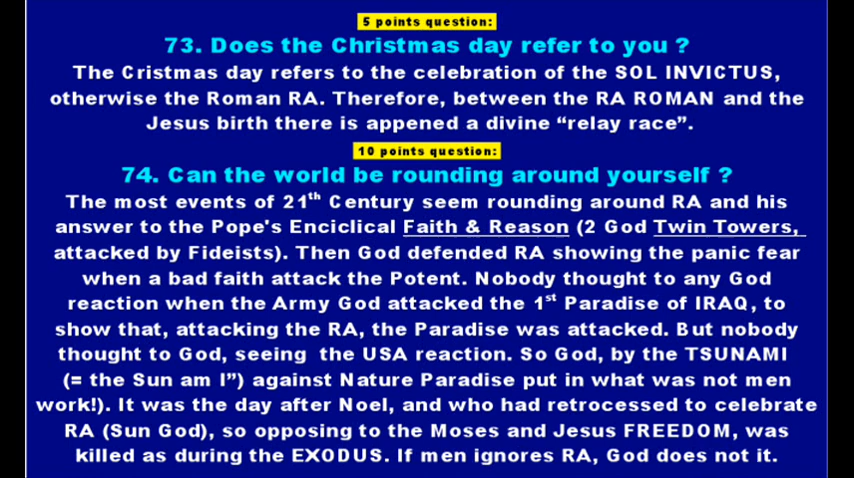 5 points question:
73. Does the Christmas day refer to you ?
The Cristmas day refers to the celebration of the SOL INVICTUS,
otherwise the Roman RA. Therefore, between the RA ROMAN and the
Jesus birth there is appened a divine “relay race”.
10 points question:
74. Can the world be rounding around yourself ?
The most events of 21th Century seem rounding around RA and his
answer to the Pope's Enciclical Faith & Reason (2 God Twin Towers,
attacked by Fideists). Then God defended RA showing the panic fear
when a bad faith attack the Potent. Nobody thought to any God
reaction when the Army God attacked the 1st Paradise of IRAQ, to
show that, attacking the RA, the Paradise was attacked. But nobody
thought to God, seeing the USA reaction. So God, by the TSUNAMI
(= the Sun am I”) against Nature Paradise put in what was not men
work!). It was the day after Noel, and who had retrocessed to celebrate
RA (Sun God), so opposing to the Moses and Jesus FREEDOM, was
killed as during the EXODUS. If men ignores RA, God does not it.